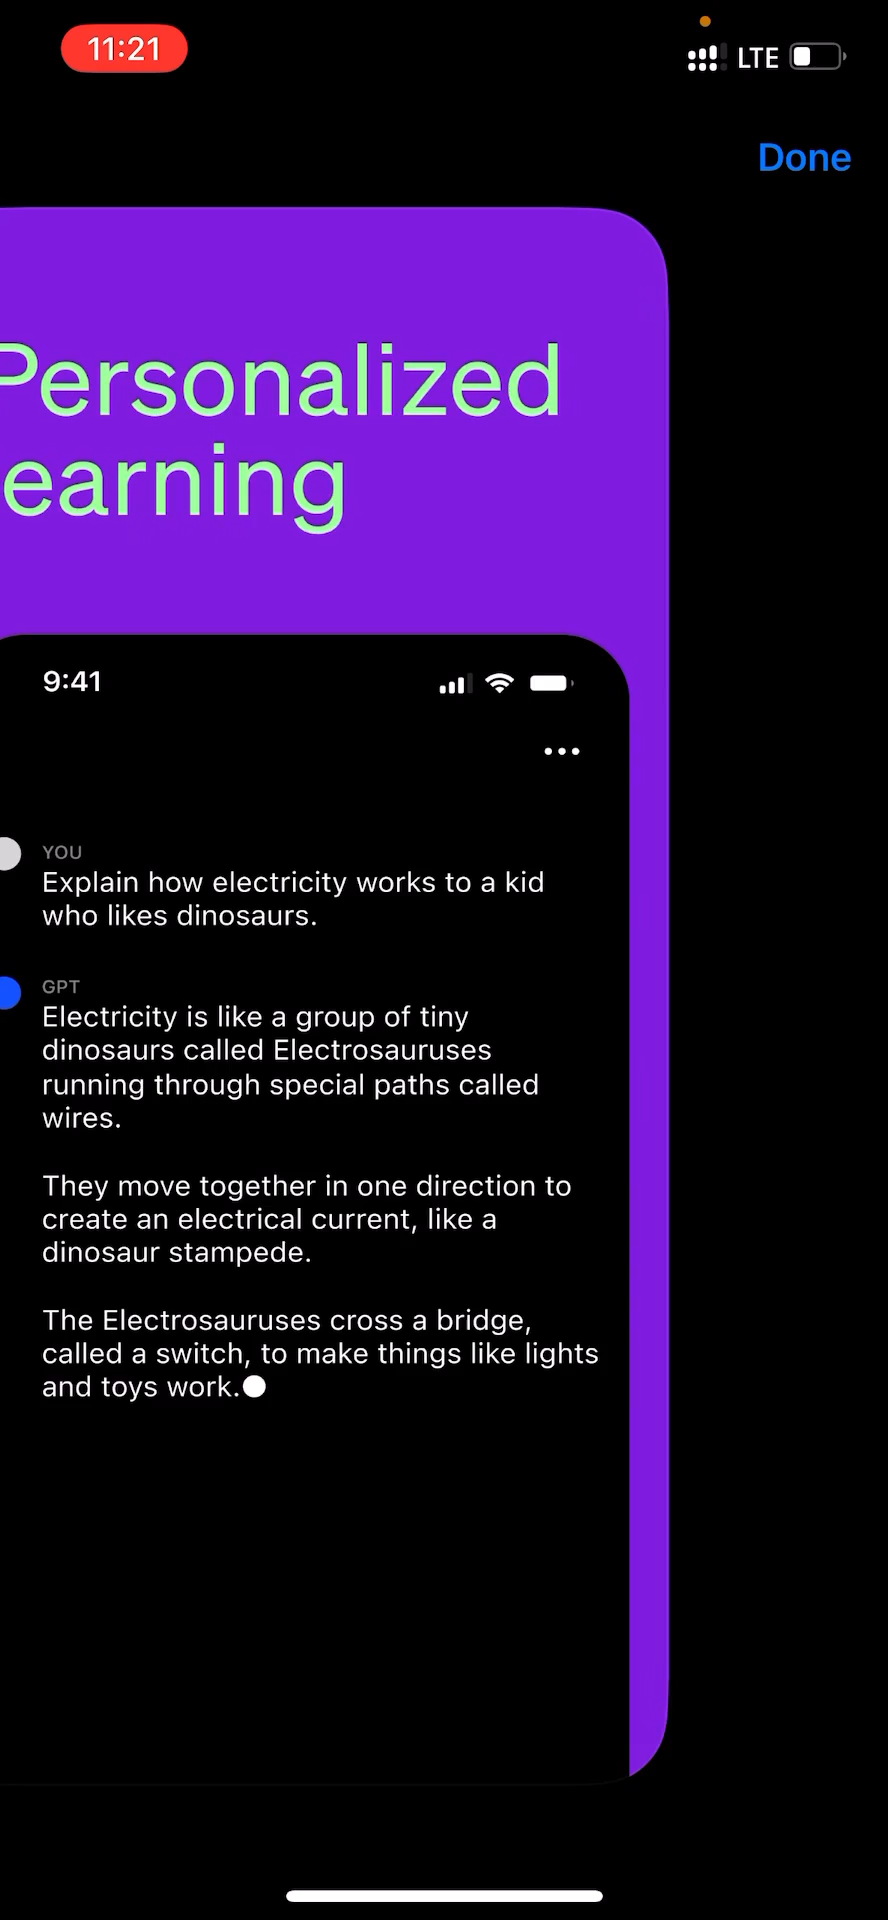 11:21
LTE
Done
Personalized
earning
9:41
YOU
Explain how electricity works to a kid
who likes dinosaurs.
GPT
Electricity is like a group of tiny
dinosaurs called Electrosauruses
running through special paths called
wires.
They move together in one direction to
create an electrical current, like a
dinosaur stampede.
The Electrosauruses cross a bridge,
called a switch, to make things like lights
and toys work.